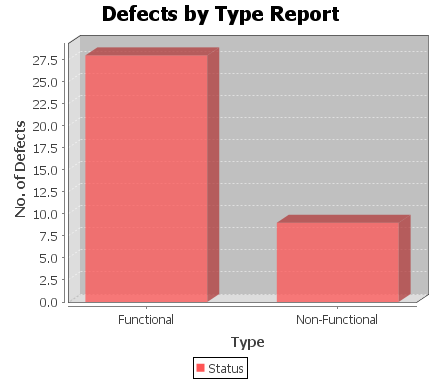 Defects by Type Report
No. of Defects
27.5
25.0
22.5
20.0
17.5
15.0
12.5
10.0
7.5
5.0
2.5
0.0
Functional Non-Functional
Type
Status